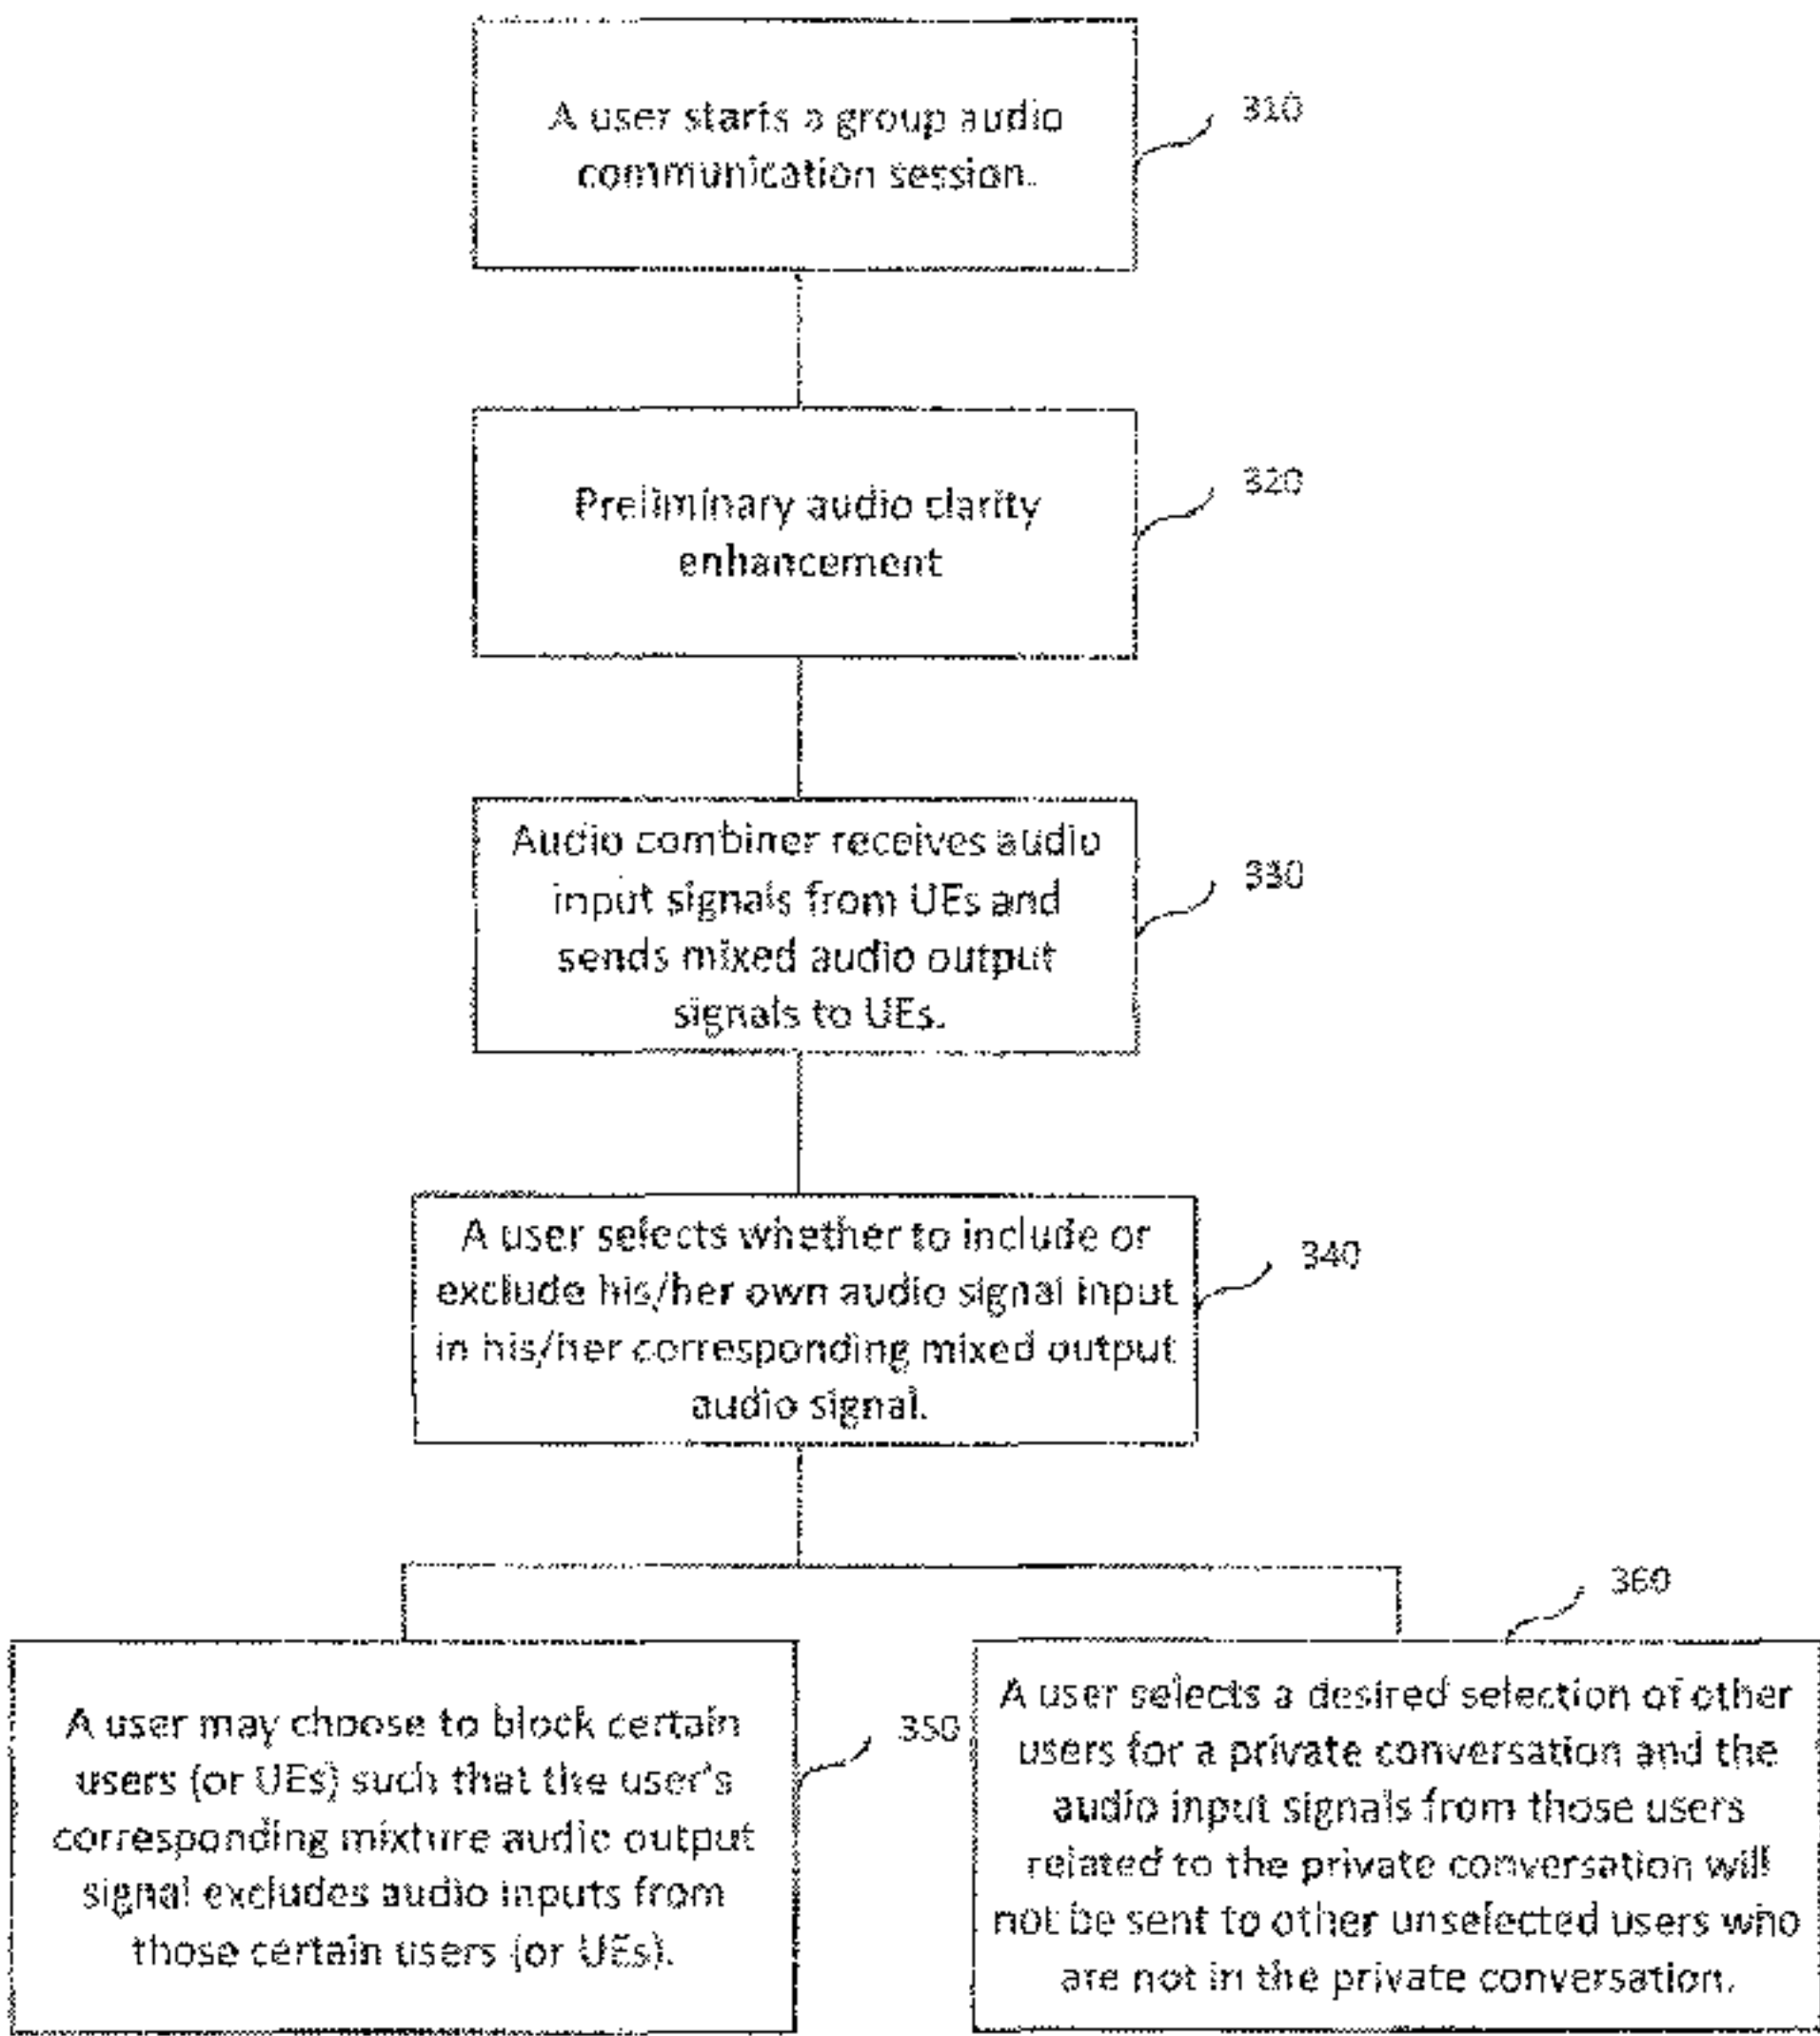 A user starts a group audio
communication session.
310
Preliminary audio clarity
enhancement
320
Audio combiner receives audio
input signals from UEs and
sends mixed audio output
signals to UEs.
330
A user selects whether to include or
exclude his/her own audio signal input
in his/her corresponding mixed output
audio signal.
340
A user may choose to block certain
users (or UEs) such that the user's
corresponding mixture audio output
signal excludes audio inputs from
those certain users (or UEs).
350
360
A user selects a desired selection of other
users for a private conversation and the
audio input signals from those users
related to the private conversation will
not be sent to other unselected users who
are not in the private conversation.